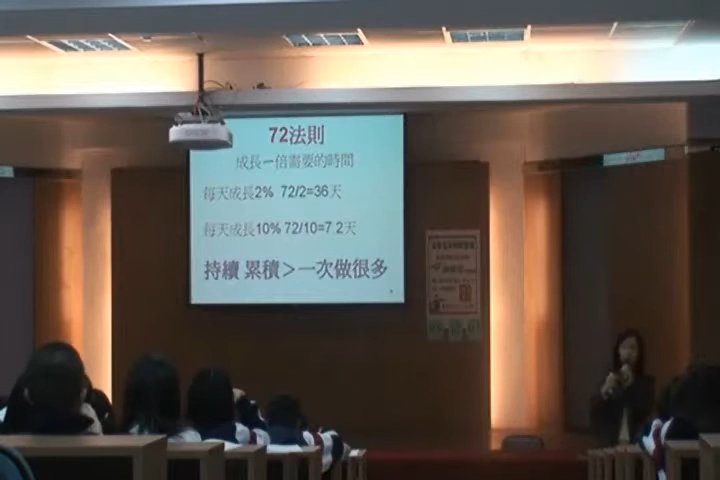 72法則
成長一倍需要的時間
每天成長2% 72/2=36天
每天成長10% 72/10=7.2天
持續 累積＞一次做很多